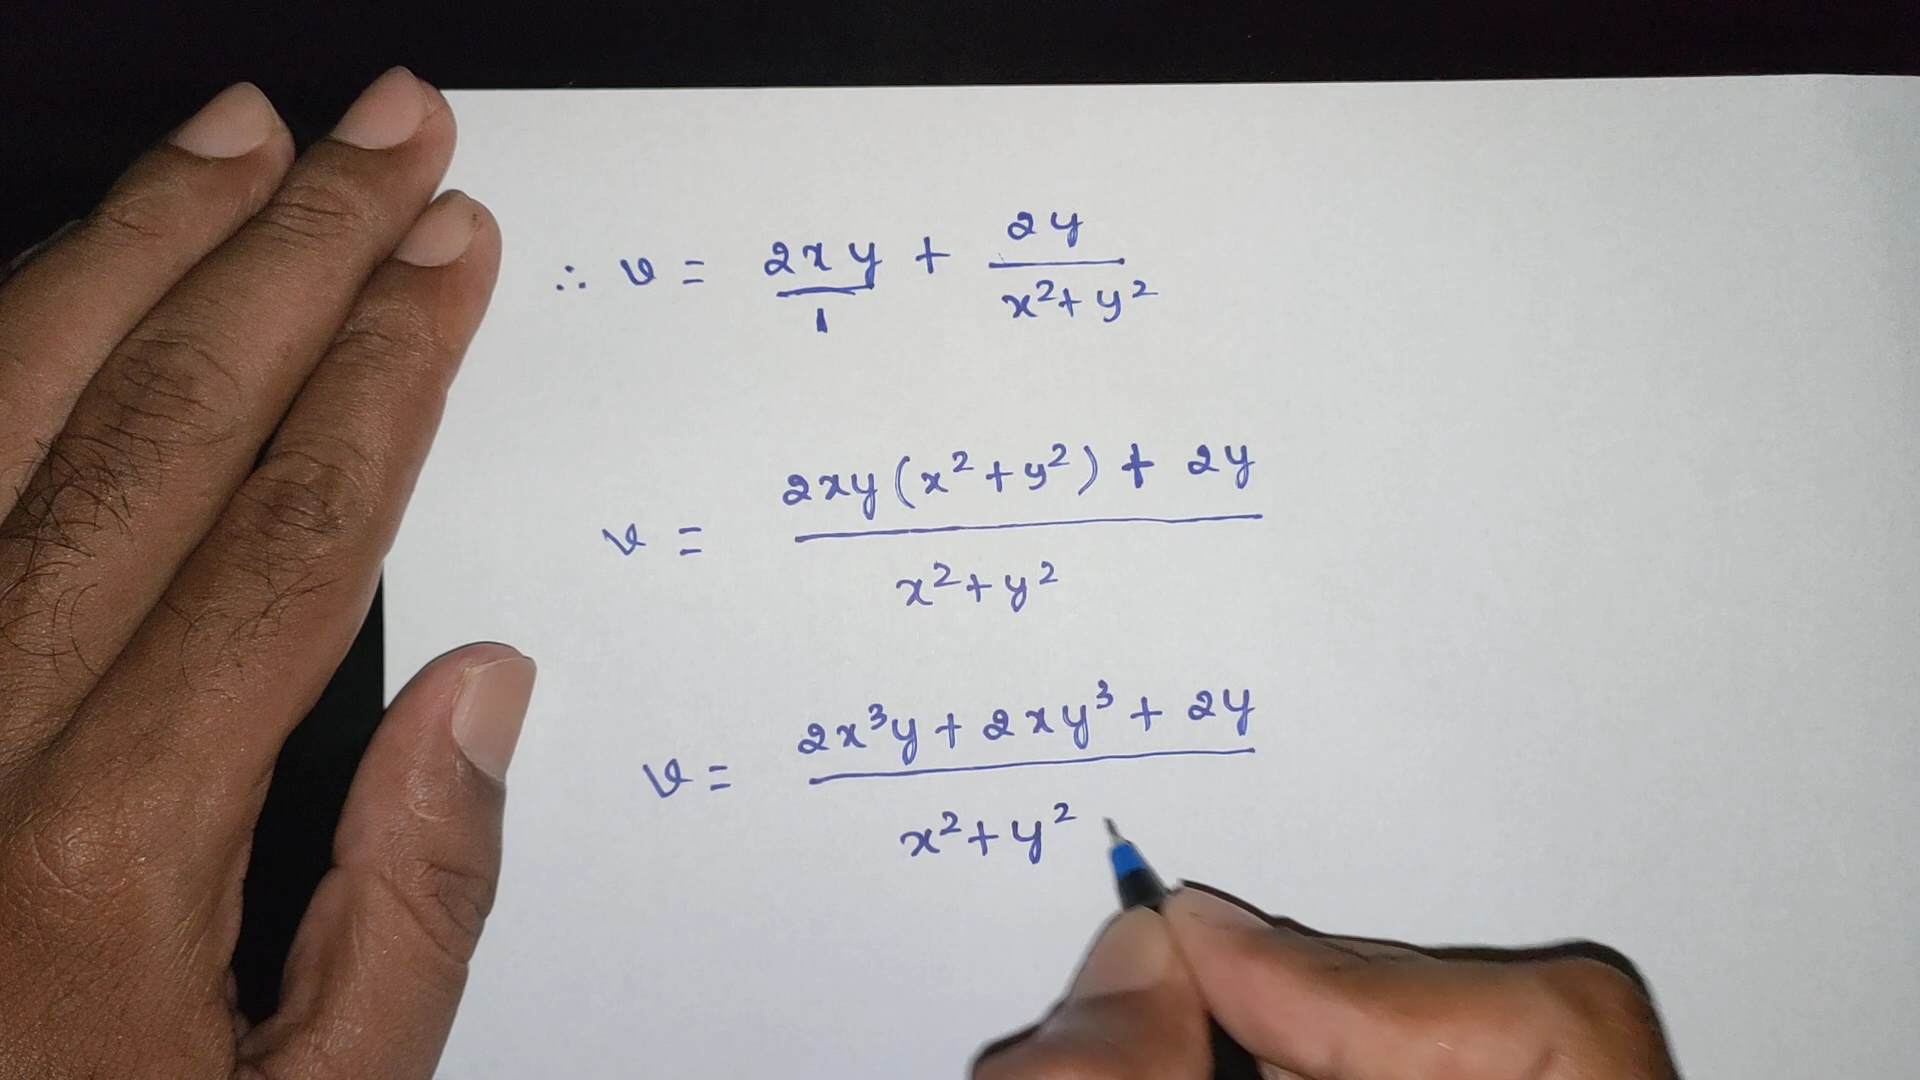 ∴ v = 2xy/1 + 2y/x²+y²
v = 2xy(x²+y²) + 2y / x²+y²
v = 2x³y + 2xy³ + 2y / x²+y²